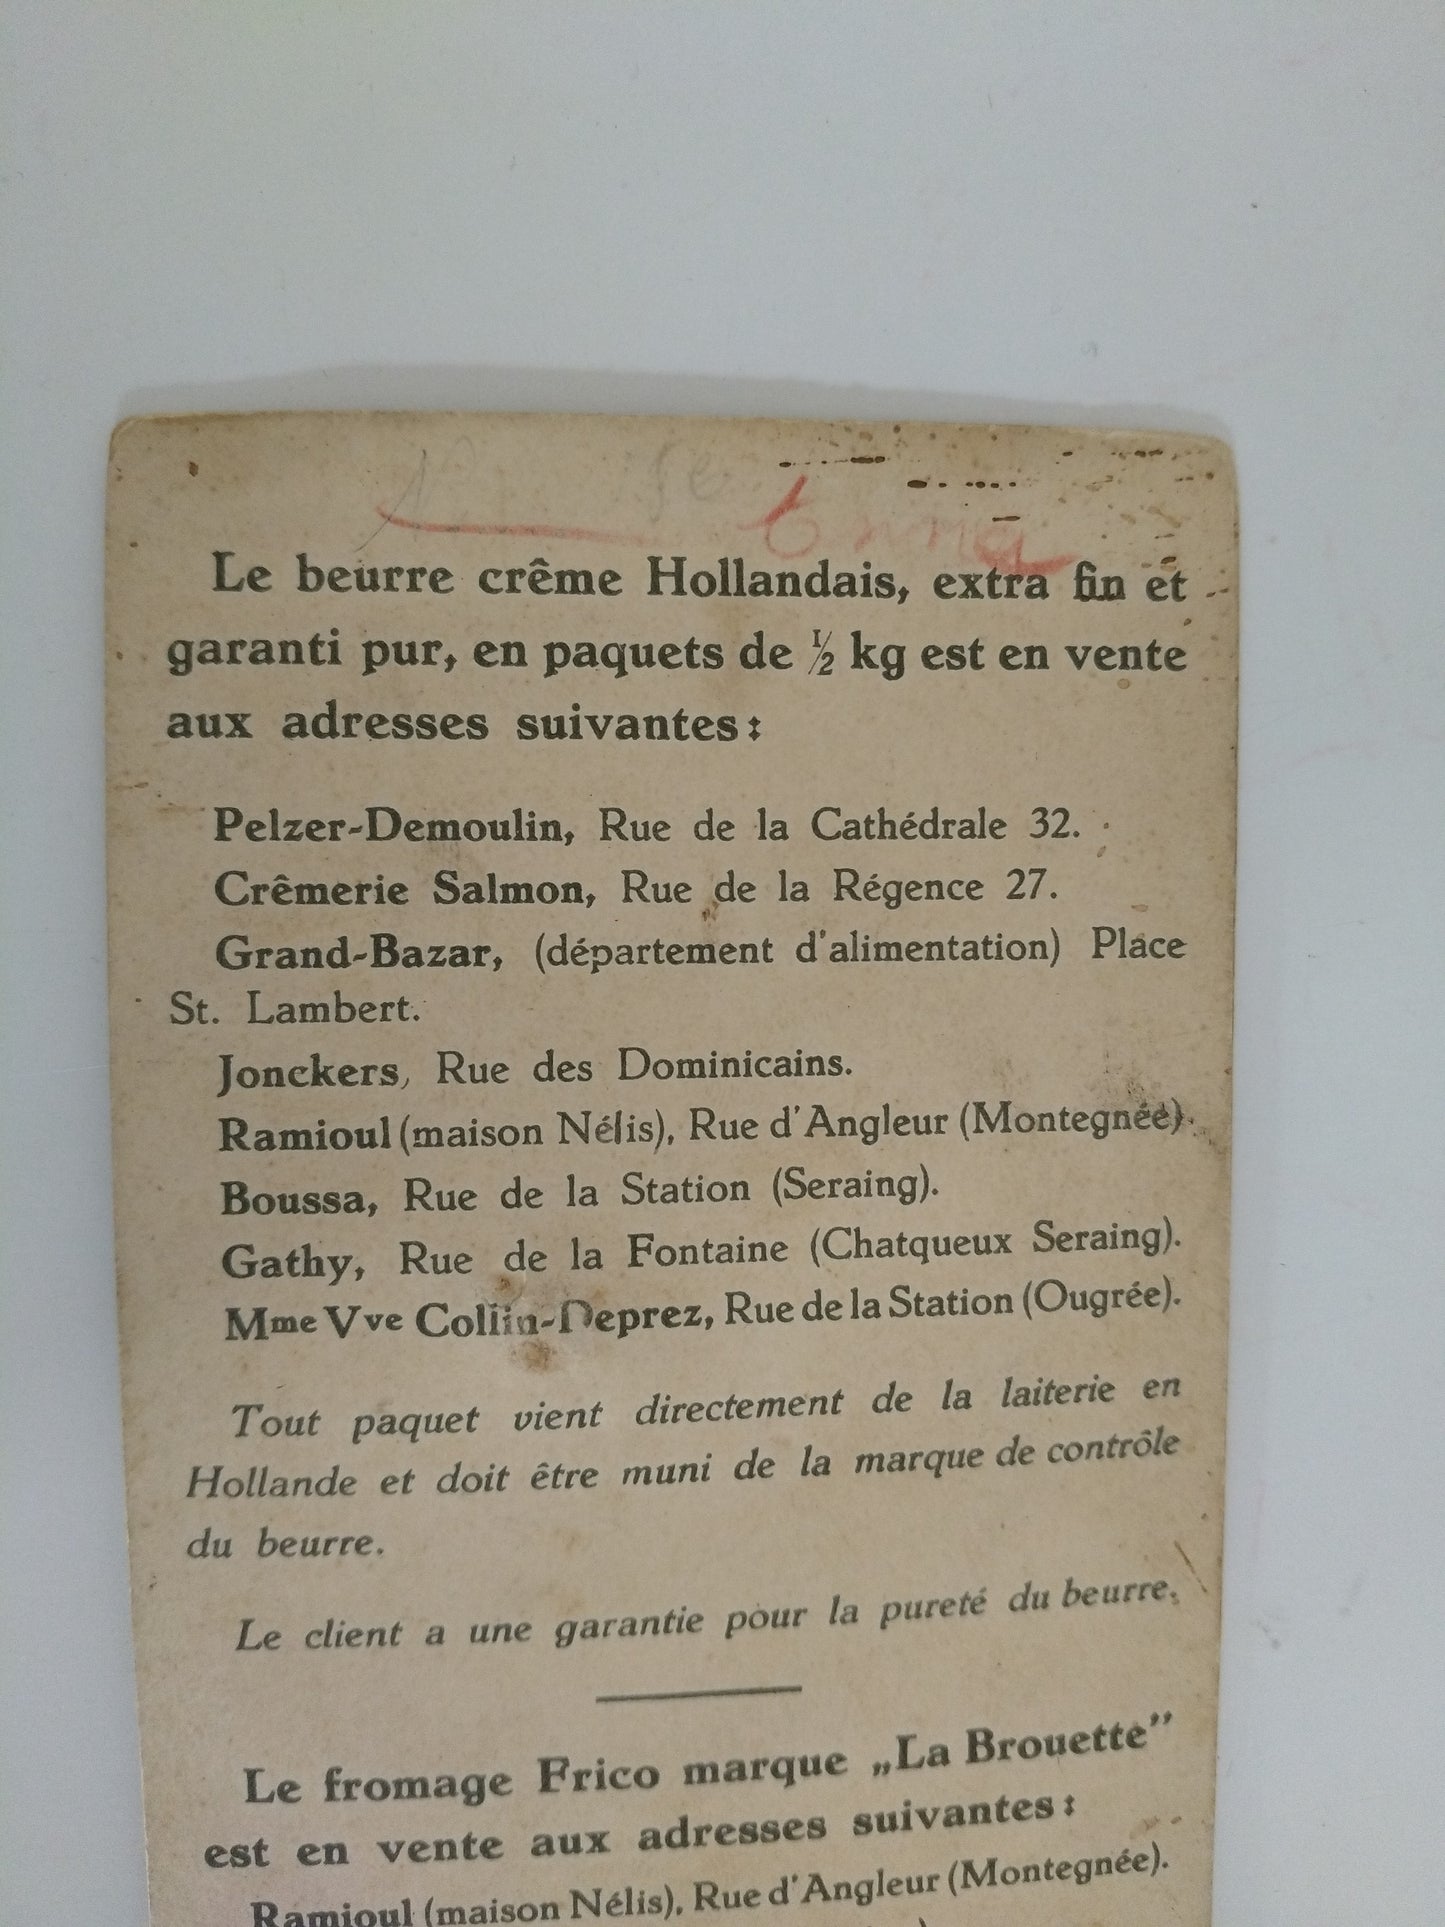 Emma
Le beurre crême Hollandais, extra fin et
garanti pur, en paquets de ½ kg est en vente
aux adresses suivantes:
Pelzer-Demoulin, Rue de la Cathédrale 32.
Crêmerie Salmon, Rue de la Régence 27.
Grand-Bazar, (département d'alimentation) Place
St. Lambert.
Jonckers, Rue des Dominicains.
Ramioul (maison Nélis), Rue d'Angleur (Montegnée).
Boussa, Rue de la Station (Seraing).
Gathy, Rue de la Fontaine (Chatqueux Seraing).
Mme Vve Collin-Deprez, Rue de la Station (Ougrée).
Tout paquet vient directement de la laiterie en
Hollande et doit être muni de la marque de contrôle
du beurre.
Le client a une garantie pour la pureté du beurre.
Le fromage Frico marque „La Brouette”
est en vente aux adresses suivantes:
Ramioul (maison Nélis), Rue d'Angleur (Montegnée).